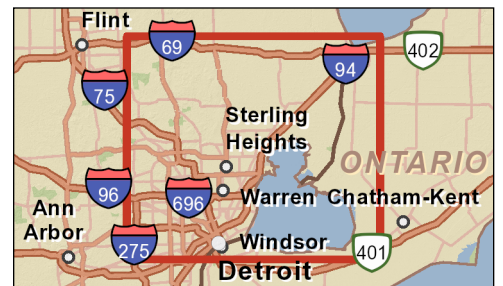 Flint
69
402
94
75
Sterling
Heights
ONTARIO
96
696
Warren
Chatham-Kent
Ann
Arbor
275
Windsor
401
Detroit